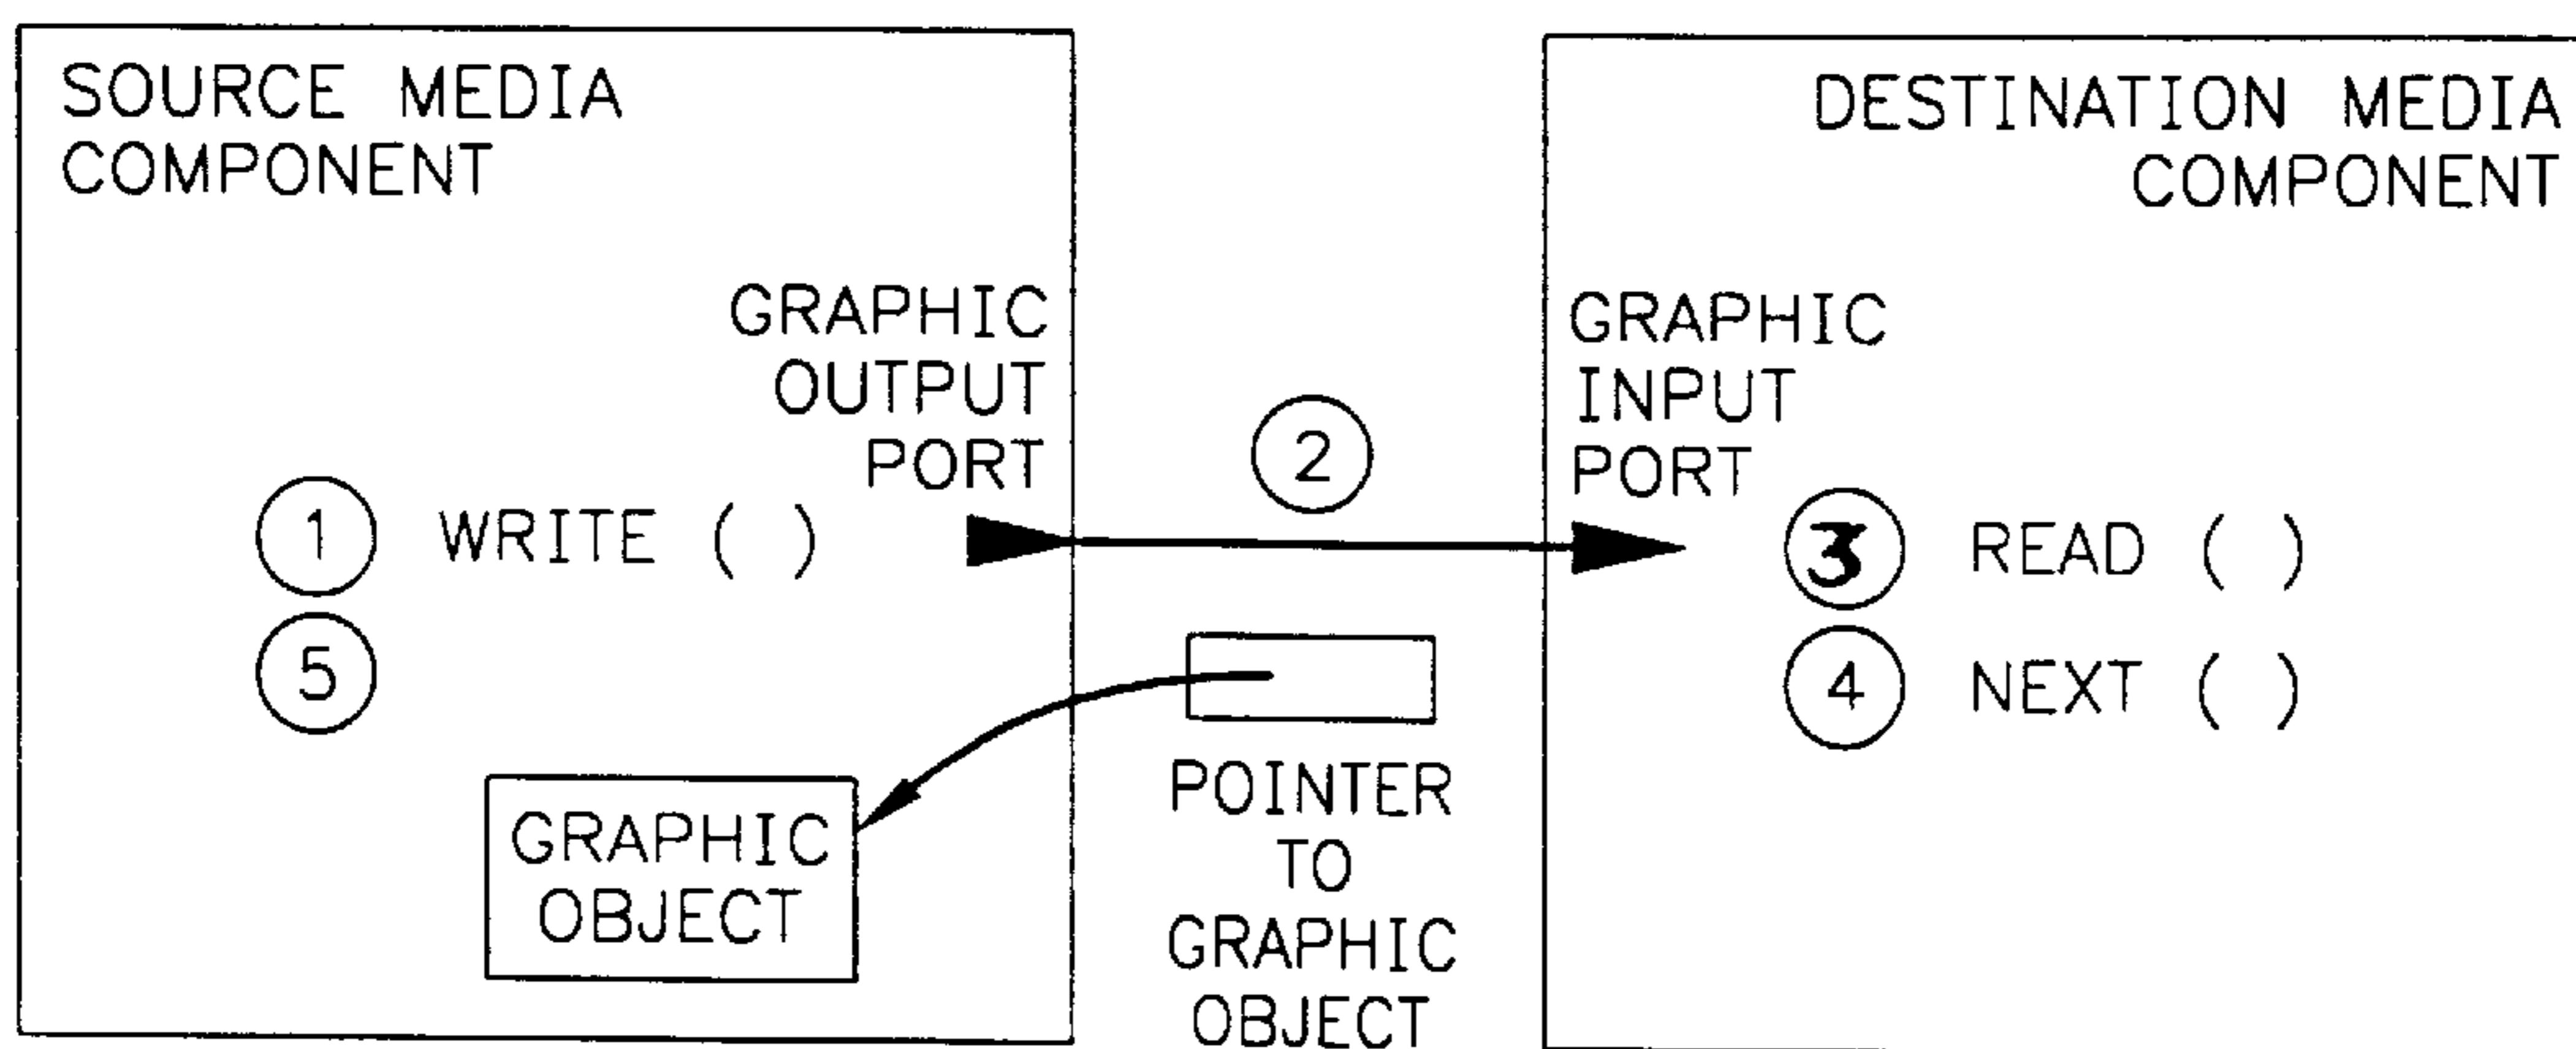 SOURCE MEDIA
COMPONENT
DESTINATION MEDIA
COMPONENT
GRAPHIC
OUTPUT
PORT
GRAPHIC
INPUT
PORT
2
1 WRITE ( )
5
3 READ ( )
4 NEXT ( )
GRAPHIC
OBJECT
POINTER
TO
GRAPHIC
OBJECT